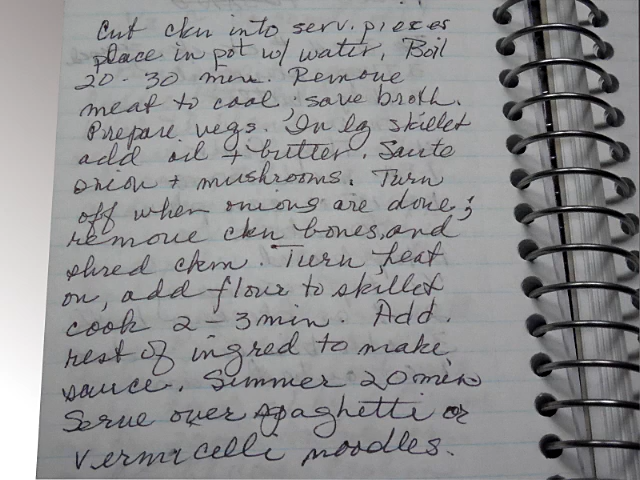 Cut ckn into serv. pieces
place in pot w/ water. Boil
20-30 min. Remove
meat to cool; save broth.
Prepare vegs. In lg skillet
add oil + butter. Saute
onion + mushrooms. Turn
off when onions are done;
remove ckn bones, and
shred ckn. Turn heat
on, add flour to skillet
cook 2-3 min. Add
rest of ingred to make
sauce. Simmer 20 min
Serve over spaghetti or
vermicelli noodles.